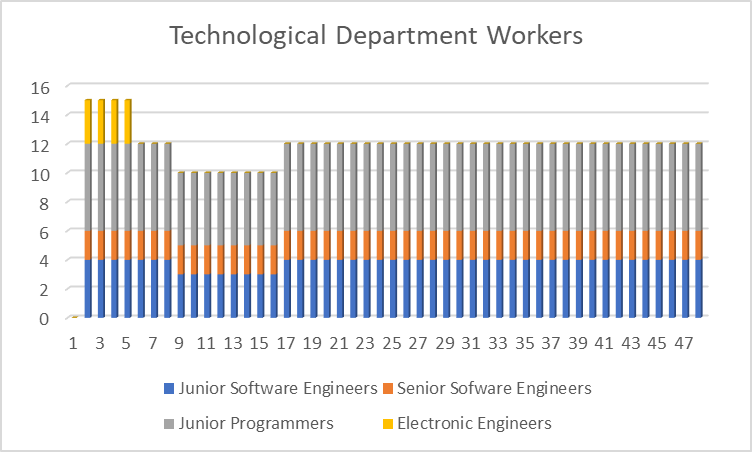 Technological Department Workers
16
14
12
10
8
6
4
2
0
1 3 5 7 9 11 13 15 17 19 21 23 25 27 29 31 33 35 37 39 41 43 45 47
Junior Software Engineers Senior Sofware Engineers
Junior Programmers Electronic Engineers